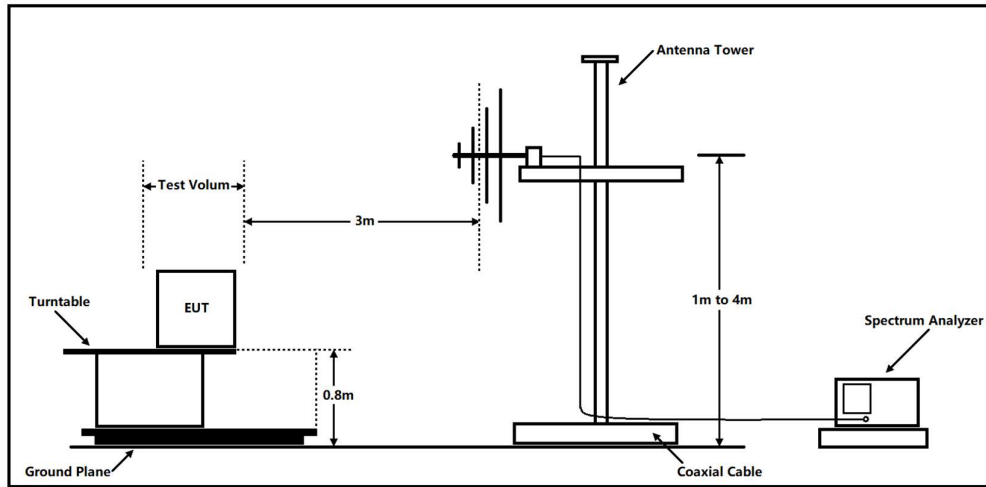 Antenna Tower
Test Volum
3m
Turntable
EUT
1m to 4m
Spectrum Analyzer
0.8m
Ground Plane
Coaxial Cable